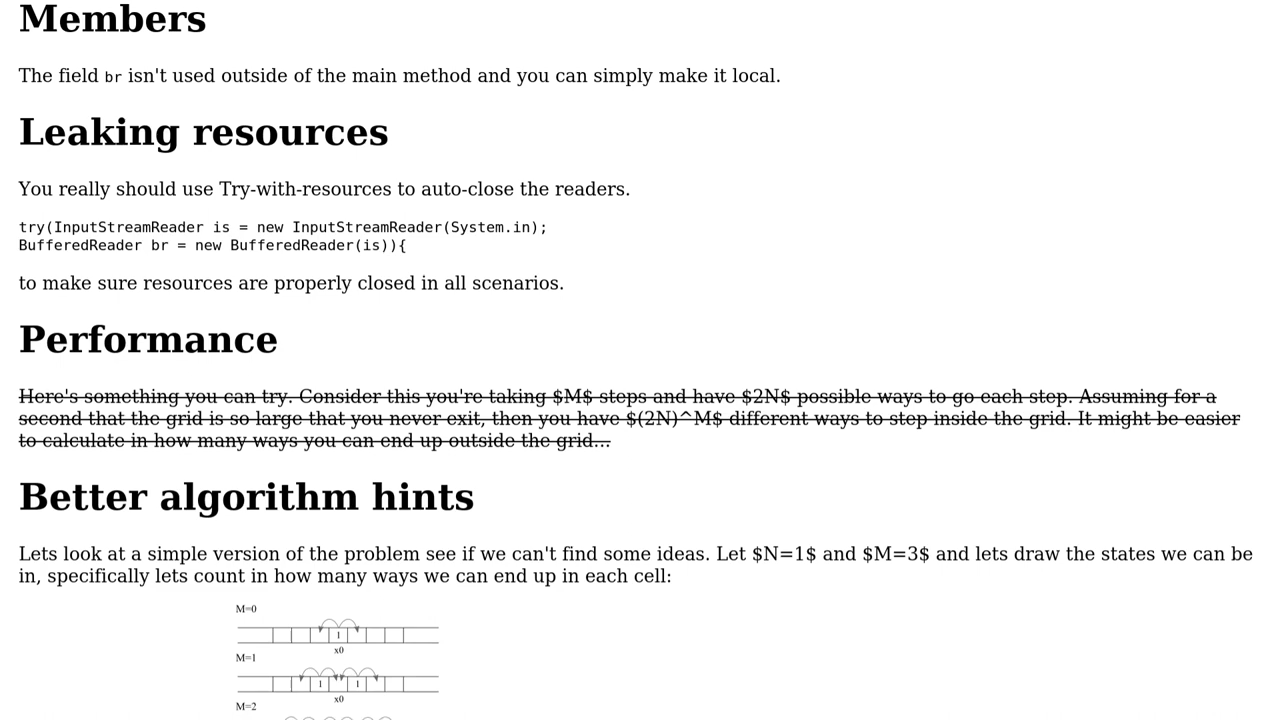 Members
The field br isn't used outside of the main method and you can simply make it local.
Leaking resources
You really should use Try-with-resources to auto-close the readers.
try(InputStreamReader is = new InputStreamReader(System.in);
BufferedReader br = new BufferedReader(is)){
to make sure resources are properly closed in all scenarios.
Performance
Here's something you can try. Consider this you're taking $M$ steps and have $2N$ possible ways to go each step. Assuming for a
second that the grid is so large that you never exit, then you have $(2N)^M$ different ways to step inside the grid. It might be easier
to calculate in how many ways you can end up outside the grid...
Better algorithm hints
Lets look at a simple version of the problem see if we can't find some ideas. Let $N=1$ and $M=3$ and lets draw the states we can be
in, specifically lets count in how many ways we can end up in each cell:
M=0
1
x0
M=1
1 1
x0
M=2